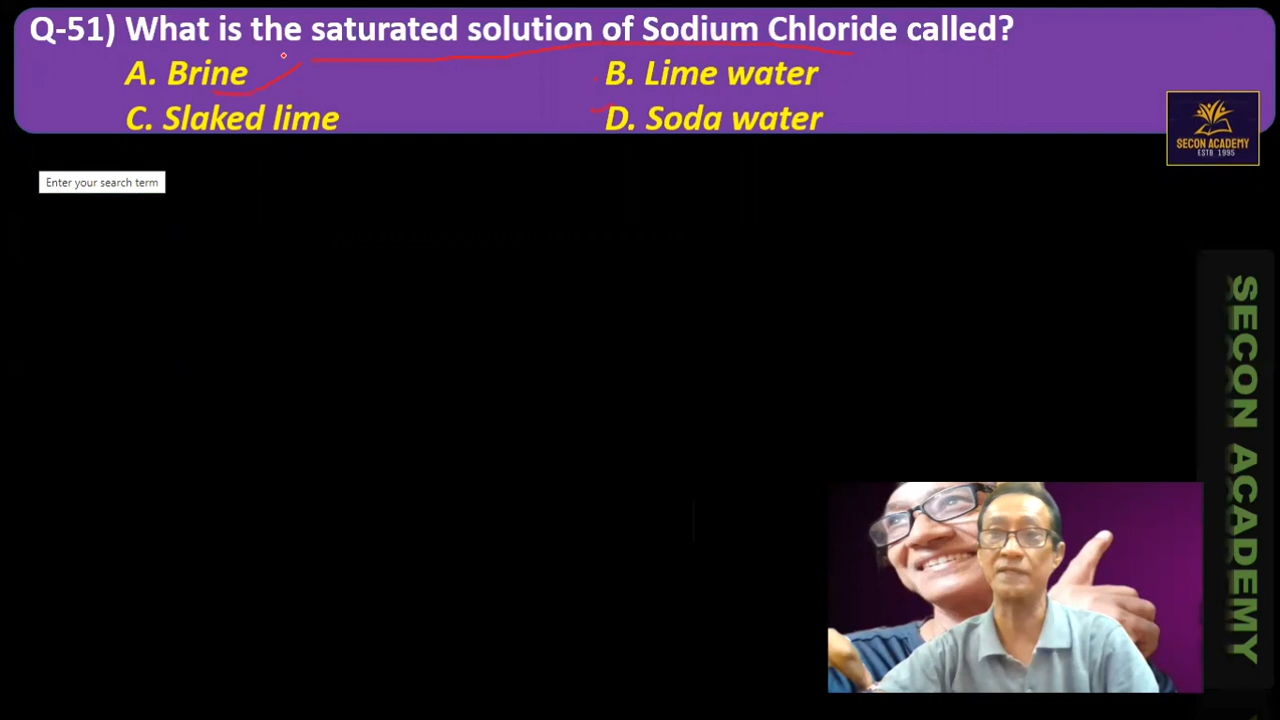 Q-51) What is the saturated solution of Sodium Chloride called?
A. Brine B. Lime water
C. Slaked lime D. Soda water
SECON ACADEMY
ESTB 1995
Enter your search term
SECON ACADEMY